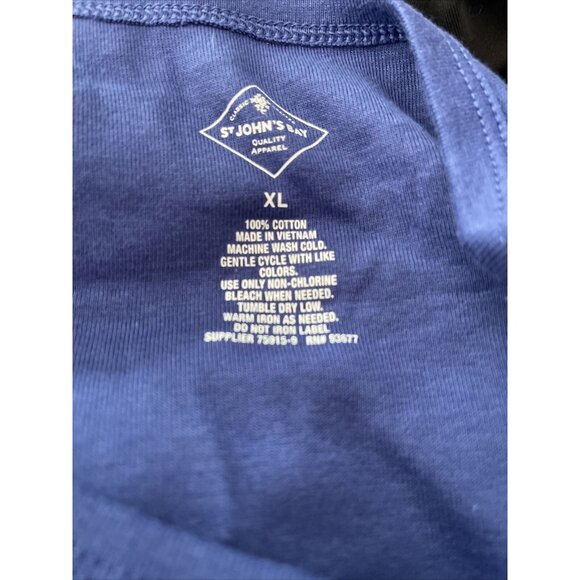 CLASSIC
ST JOHN'S BAY
QUALITY
APPAREL
XL
100% COTTON
MADE IN VIETNAM
MACHINE WASH COLD.
GENTLE CYCLE WITH LIKE
COLORS.
USE ONLY NON-CHLORINE
BLEACH WHEN NEEDED.
TUMBLE DRY LOW.
WARM IRON AS NEEDED.
DO NOT IRON LABEL
SUPPLIER 75915-9 RN# 93677